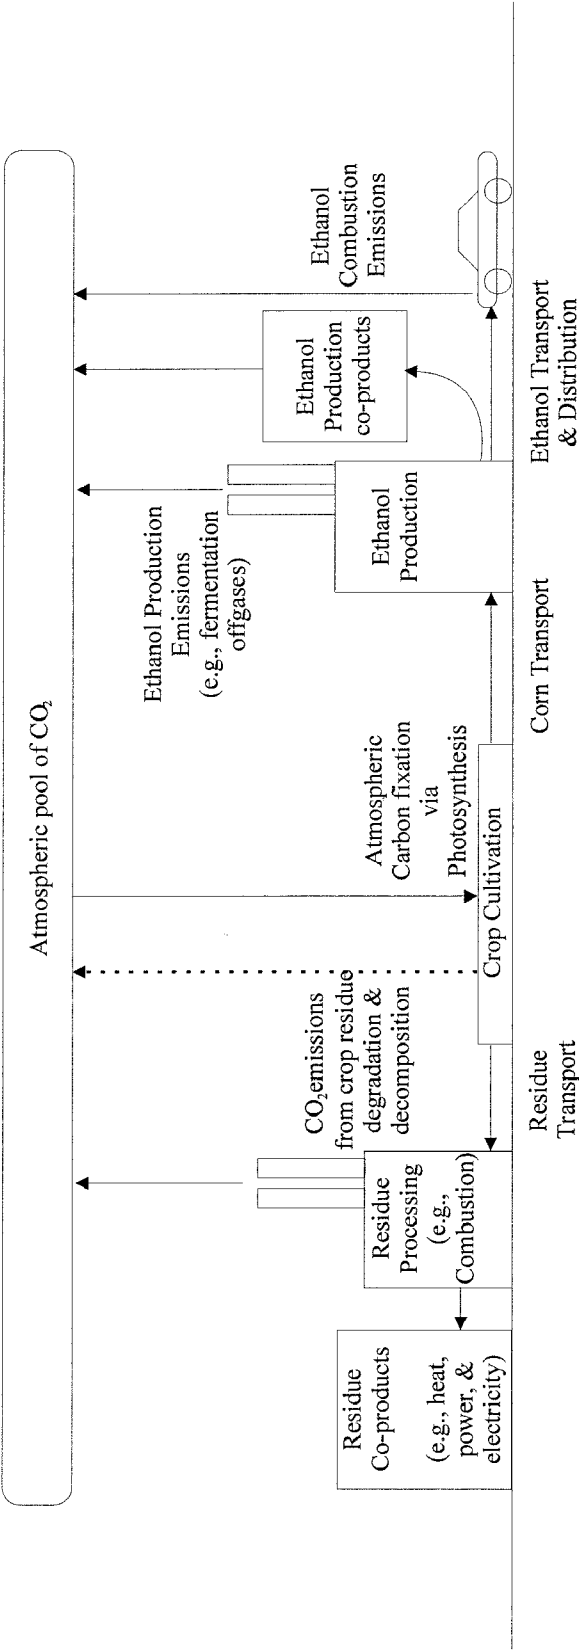 Atmospheric pool of CO2
Residue
Co-products
(e.g., heat,
power, &
electricity)
Residue
Processing
(e.g.,
Combustion)
CO2emissions
from crop residue
degradation &
decomposition
Residue
Transport
Crop Cultivation
Atmospheric
Carbon fixation
via
Photosynthesis
Corn Transport
Ethanol Production
Emissions
(e.g., fermentation
offgases)
Ethanol
Production
Ethanol
Production
co-products
Ethanol
Combustion
Emissions
Ethanol Transport
& Distribution